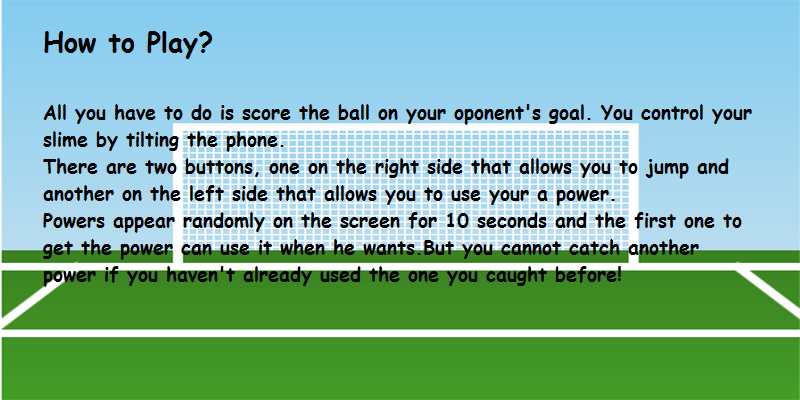 How to Play?
All you have to do is score the ball on your oponent's goal. You control your
slime by tilting the phone.
There are two buttons, one on the right side that allows you to jump and
another on the left side that allows you to use your a power.
Powers appear randomly on the screen for 10 seconds and the first one to
get the power can use it when he wants.But you cannot catch another
power if you haven't already used the one you caught before!